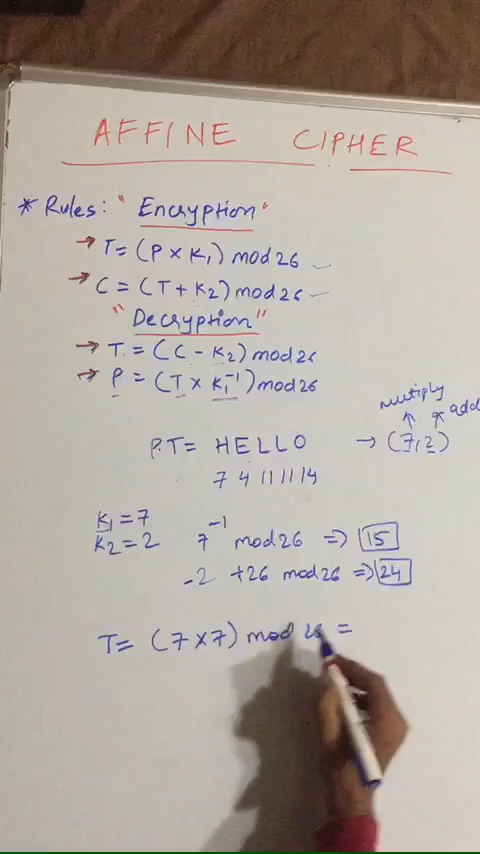 AFFINE CIPHER
* Rules: "Encryption"
→ T = (P × K₁) mod 26
→ C = (T + K₂) mod 26
"Decryption"
→ T = (C - K₂) mod 26
→ P = (T × K₁⁻¹) mod 26
multiply
add
P.T = HELLO → (7,2)
7 4 11 11 14
K₁ = 7
K₂ = 2 7⁻¹ mod 26 => 15
-2 +26 mod 26 => 24
T = (7 × 7) mod 26 =